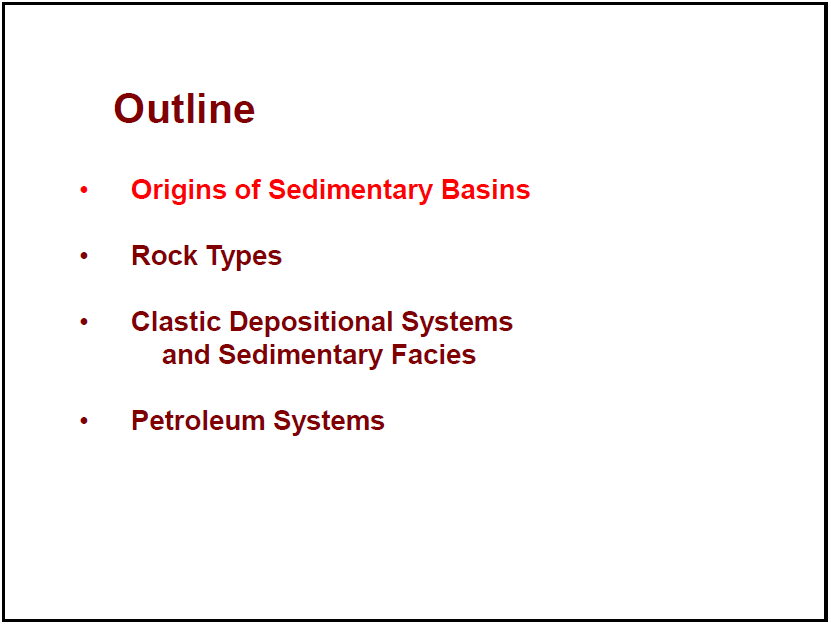 Outline
• Origins of Sedimentary Basins
• Rock Types
• Clastic Depositional Systems
and Sedimentary Facies
• Petroleum Systems